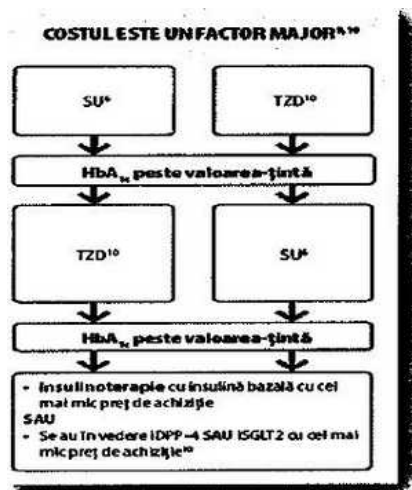 COSTUL ESTE UN FACTOR MAJOR⁹,¹⁰
SU⁶ TZD¹⁰
HbA₁c peste valoarea-țintă
TZD¹⁰ SU⁶
HbA₁c peste valoarea-țintă
- Insulinoterapie cu insulină bazală cu cel
mai mic preț de achiziție
SAU
- Se au în vedere iDPP-4 SAU ISGLT2 cu cel mai
mic preț de achiziție¹⁰